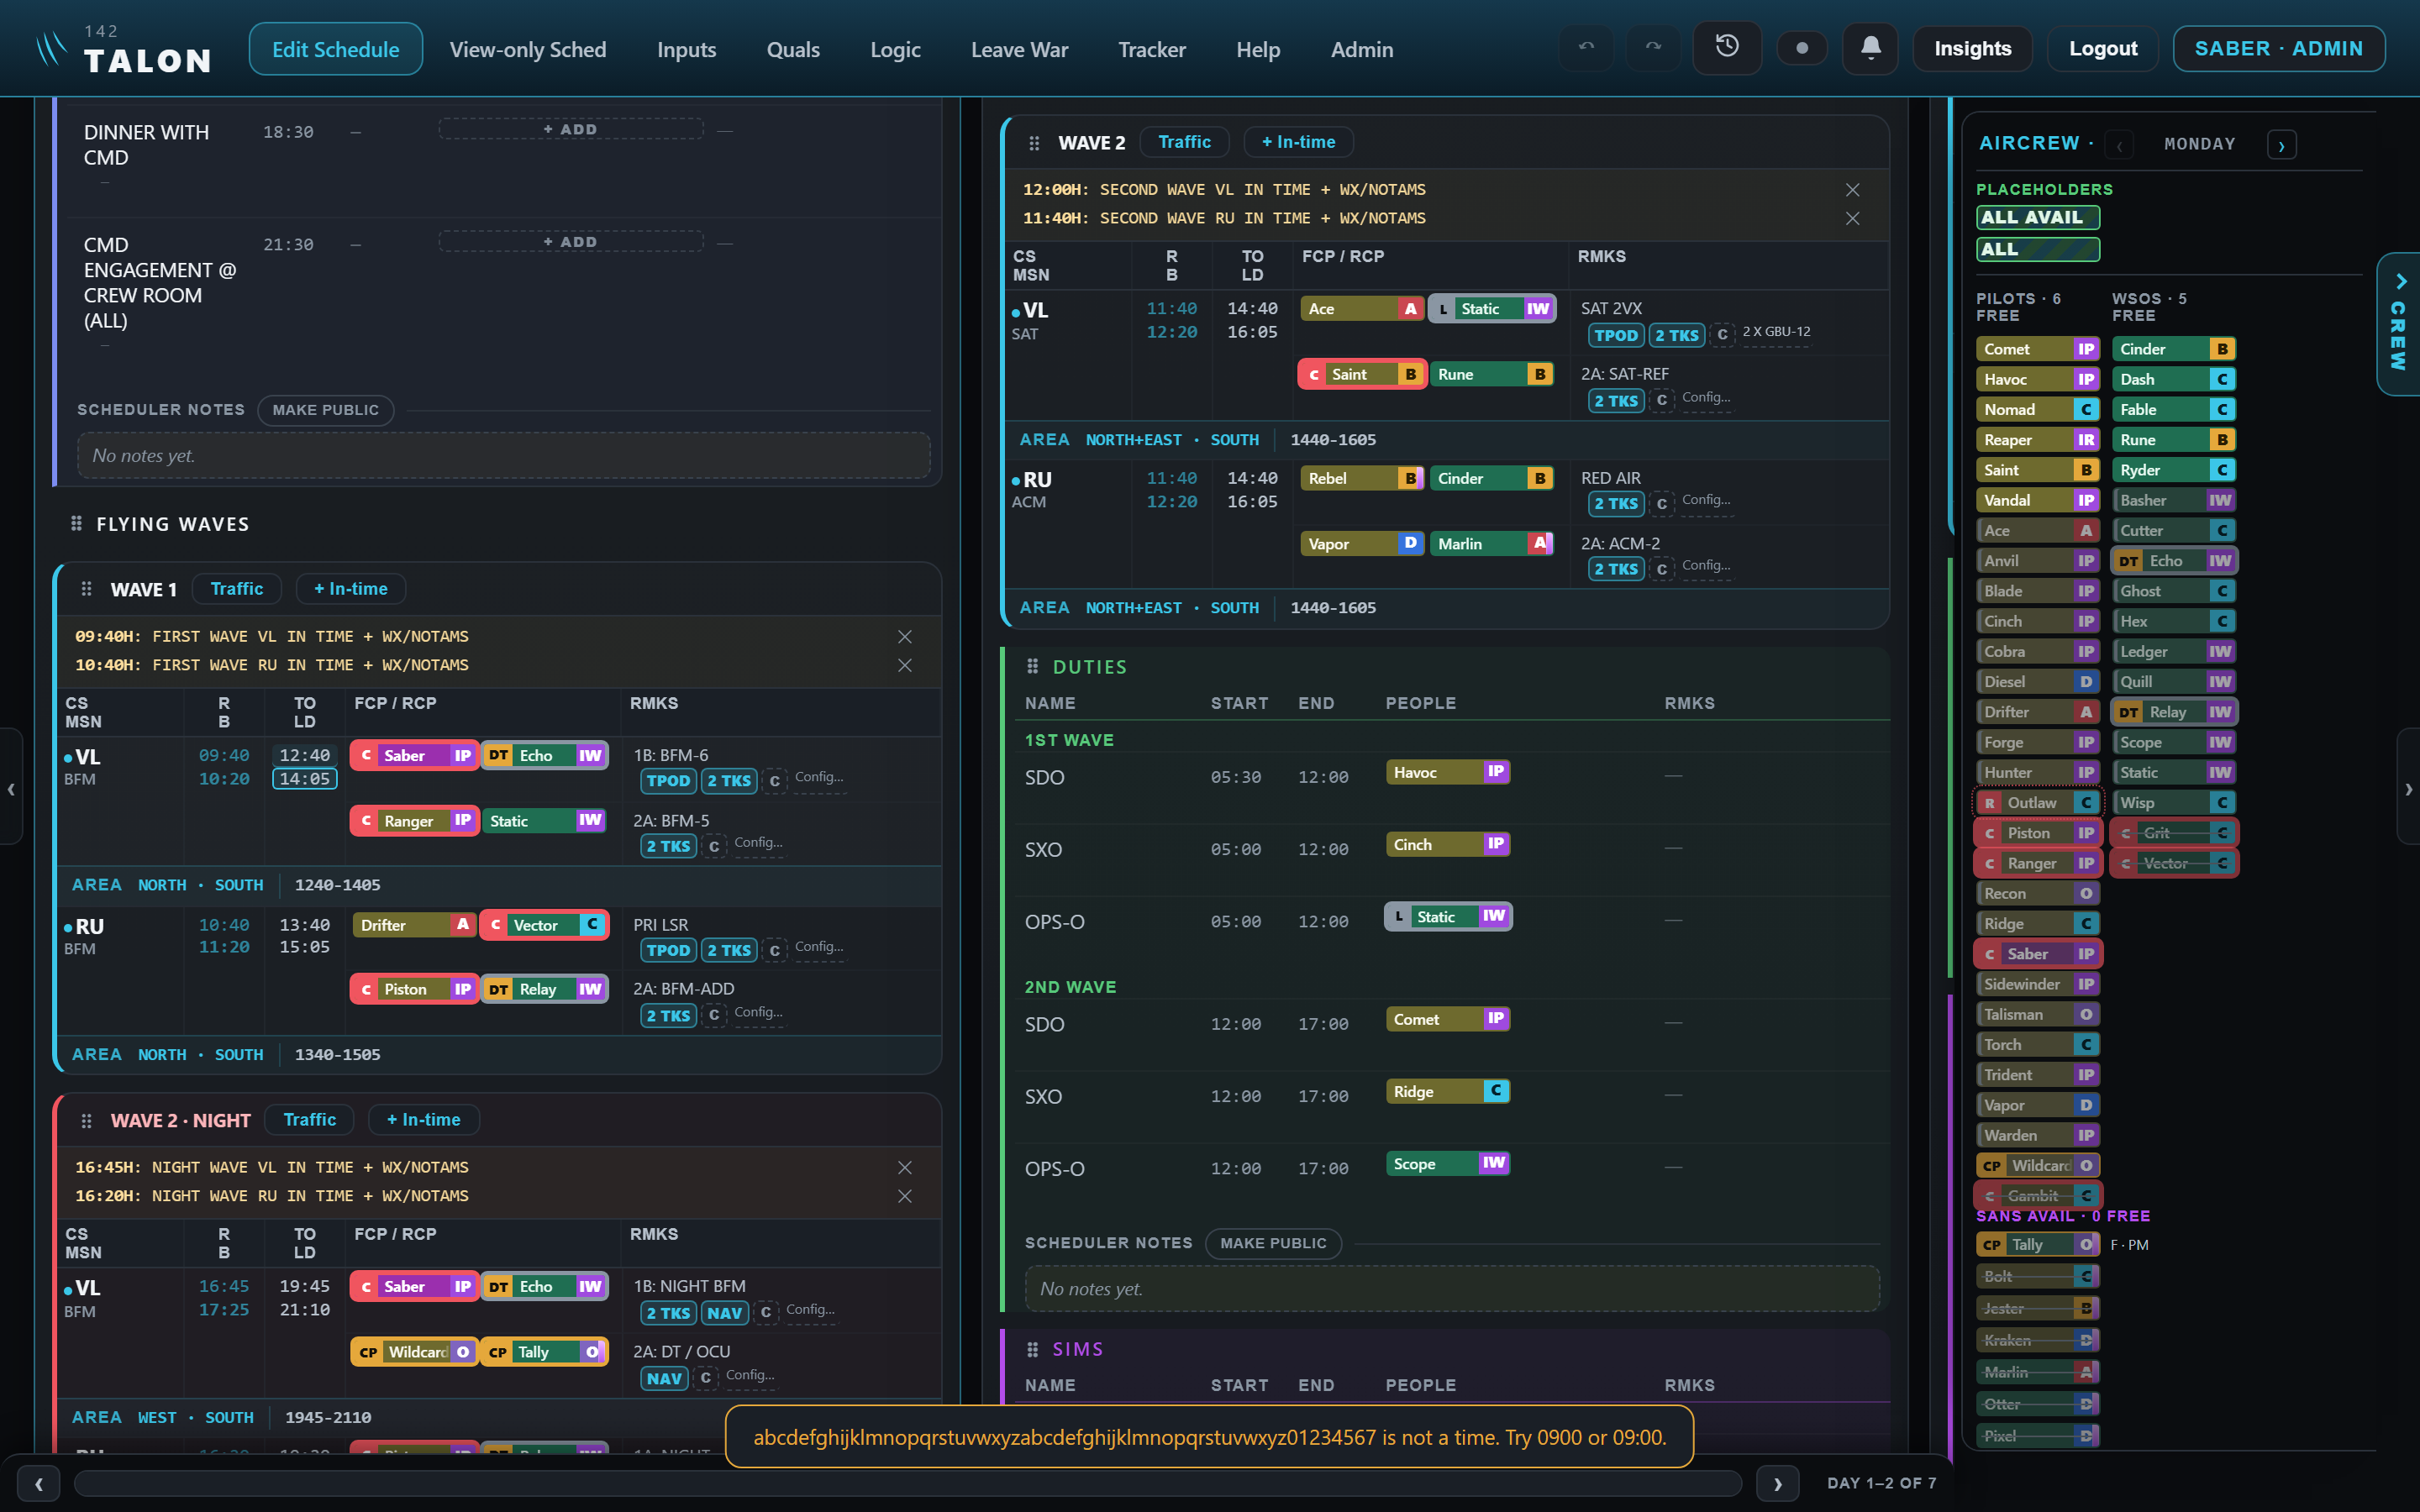 142
TALON
Edit Schedule
View-only Sched
Inputs
Quals
Logic
Leave War
Tracker
Help
Admin
Insights
Logout
SABER · ADMIN
DINNER WITH CMD
18:30
—
+ ADD
—
—
CMD ENGAGEMENT @ CREW ROOM (ALL)
21:30
—
+ ADD
—
—
SCHEDULER NOTES
MAKE PUBLIC
No notes yet.
FLYING WAVES
WAVE 1
Traffic
+ In-time
09:40H: FIRST WAVE VL IN TIME + WX/NOTAMS
10:40H: FIRST WAVE RU IN TIME + WX/NOTAMS
CS MSN
R B
TO LD
FCP / RCP
RMKS
VL BFM
09:40 10:20
12:40 14:05
C Saber IP
DT Echo IW
1B: BFM-6
TPOD 2 TKS C Config...
C Ranger IP
Static IW
2A: BFM-5
2 TKS C Config...
AREA NORTH · SOUTH 1240-1405
RU BFM
10:40 11:20
13:40 15:05
Drifter A
C Vector C
PRI LSR
TPOD 2 TKS C Config...
C Piston IP
DT Relay IW
2A: BFM-ADD
2 TKS C Config...
AREA NORTH · SOUTH 1340-1505
WAVE 2 · NIGHT
Traffic
+ In-time
16:45H: NIGHT WAVE VL IN TIME + WX/NOTAMS
16:20H: NIGHT WAVE RU IN TIME + WX/NOTAMS
CS MSN
R B
TO LD
FCP / RCP
RMKS
VL BFM
16:45 17:25
19:45 21:10
C Saber IP
DT Echo IW
1B: NIGHT BFM
2 TKS NAV C Config...
CP Wildcard O
CP Tally O
2A: DT / OCU
NAV C Config...
AREA WEST · SOUTH 1945-2110
WAVE 2
Traffic
+ In-time
12:00H: SECOND WAVE VL IN TIME + WX/NOTAMS
11:40H: SECOND WAVE RU IN TIME + WX/NOTAMS
CS MSN
R B
TO LD
FCP / RCP
RMKS
VL SAT
11:40 12:20
14:40 16:05
Ace A
L Static IW
SAT 2VX
TPOD 2 TKS C 2 X GBU-12
C Saint B
Rune B
2A: SAT-REF
2 TKS C Config...
AREA NORTH+EAST · SOUTH 1440-1605
RU ACM
11:40 12:20
14:40 16:05
Rebel B
Cinder B
RED AIR
2 TKS C Config...
Vapor D
Marlin A
2A: ACM-2
2 TKS C Config...
AREA NORTH+EAST · SOUTH 1440-1605
DUTIES
NAME START END PEOPLE RMKS
1ST WAVE
SDO 05:30 12:00 Havoc IP —
SXO 05:00 12:00 Cinch IP —
OPS-O 05:00 12:00 L Static IW —
2ND WAVE
SDO 12:00 17:00 Comet IP —
SXO 12:00 17:00 Ridge C —
OPS-O 12:00 17:00 Scope IW —
SCHEDULER NOTES
MAKE PUBLIC
No notes yet.
SIMS
NAME START END PEOPLE RMKS
AIRCREW ·
MONDAY
PLACEHOLDERS
ALL AVAIL
ALL
PILOTS · 6 FREE
WSOS · 5 FREE
Comet IP
Cinder B
Havoc IP
Dash C
Nomad C
Fable C
Reaper IR
Rune B
Saint B
Ryder C
Vandal IP
Basher IW
Ace A
Cutter C
Anvil IP
DT Echo IW
Blade IP
Ghost C
Cinch IP
Hex C
Cobra IP
Ledger IW
Diesel D
Quill IW
Drifter A
DT Relay IW
Forge IP
Scope IW
Hunter IP
Static IW
R Outlaw C
Wisp C
C Piston IP
C Grit C
C Ranger IP
C Vector C
Recon O
Ridge C
C Saber IP
Sidewinder IP
Talisman O
Torch C
Trident IP
Vapor D
Warden IP
CP Wildcard O
C Gambit C
SANS AVAIL · 0 FREE
CP Tally O F · PM
Bolt C
Jester B
Kraken D
Marlin A
Otter D
Pixel D
CREW
abcdefghijklmnopqrstuvwxyzabcdefghijklmnopqrstuvwxyz01234567 is not a time. Try 0900 or 09:00.
DAY 1–2 OF 7